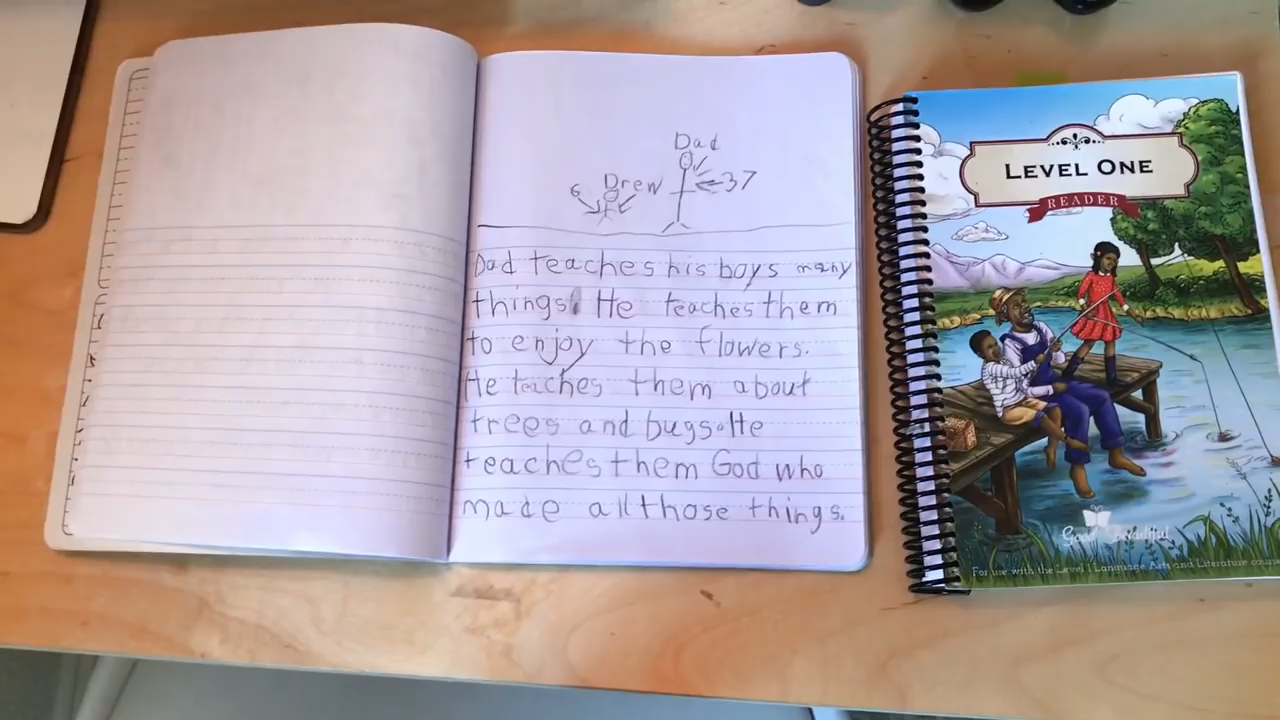 Dad
Drew
6
37
Dad teaches his boys many
things. He teaches them
to enjoy the flowers.
He teaches them about
trees and bugs. He
teaches them God who
made all those things.
LEVEL ONE
READER
Good Beautiful
For use with the Level 1 Language Arts and Literature